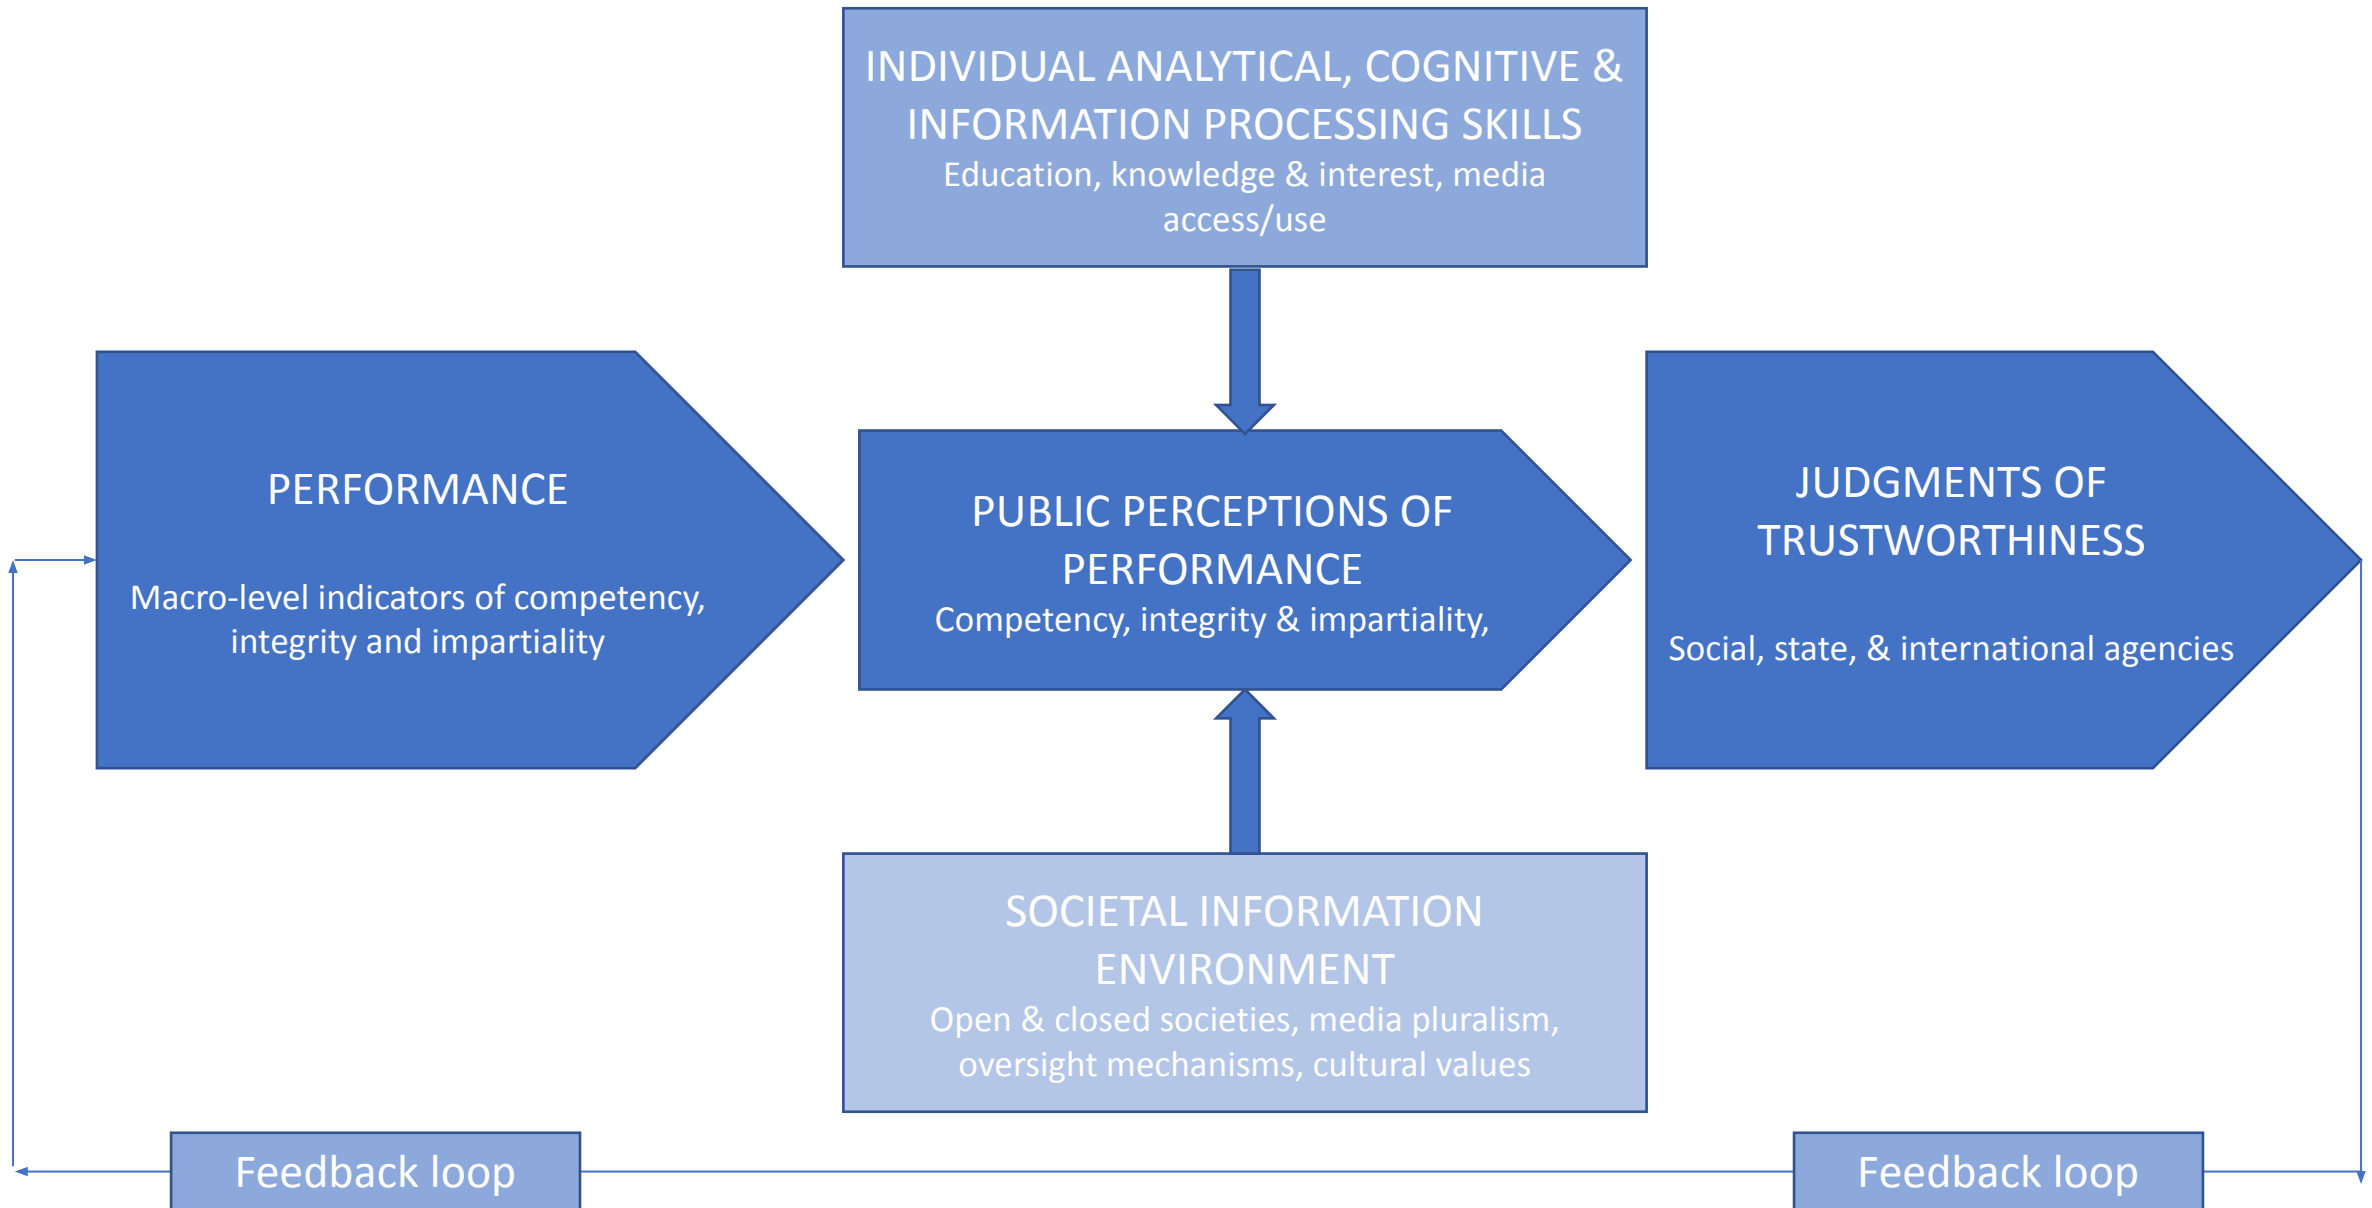 INDIVIDUAL ANALYTICAL, COGNITIVE &
INFORMATION PROCESSING SKILLS
Education, knowledge & interest, media
access/use
PERFORMANCE
Macro-level indicators of competency,
integrity and impartiality
PUBLIC PERCEPTIONS OF
PERFORMANCE
Competency, integrity & impartiality,
JUDGMENTS OF
TRUSTWORTHINESS
Social, state, & international agencies
SOCIETAL INFORMATION
ENVIRONMENT
Open & closed societies, media pluralism,
oversight mechanisms, cultural values
Feedback loop
Feedback loop